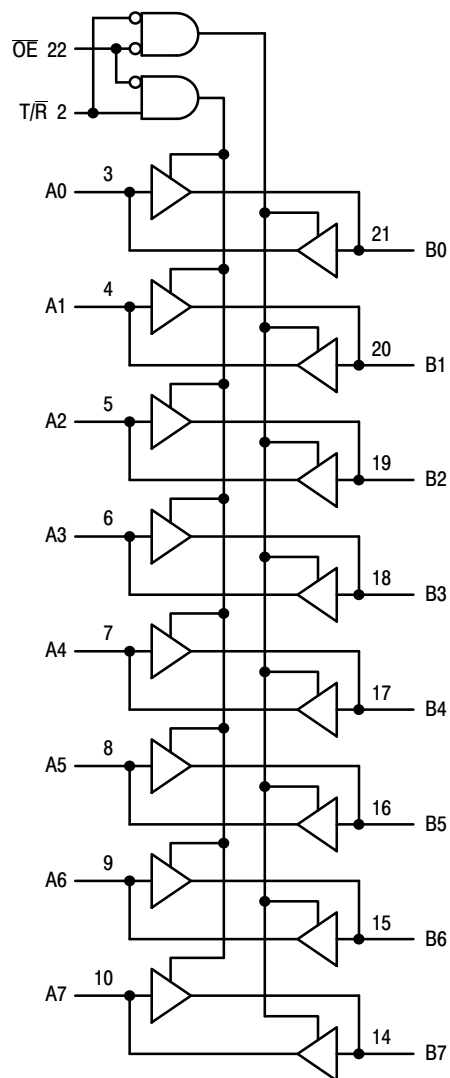 O̅E̅ 22
T/R̅ 2
A0 3
21 B0
A1 4
20 B1
A2 5
19 B2
A3 6
18 B3
A4 7
17 B4
A5 8
16 B5
A6 9
15 B6
A7 10
14 B7